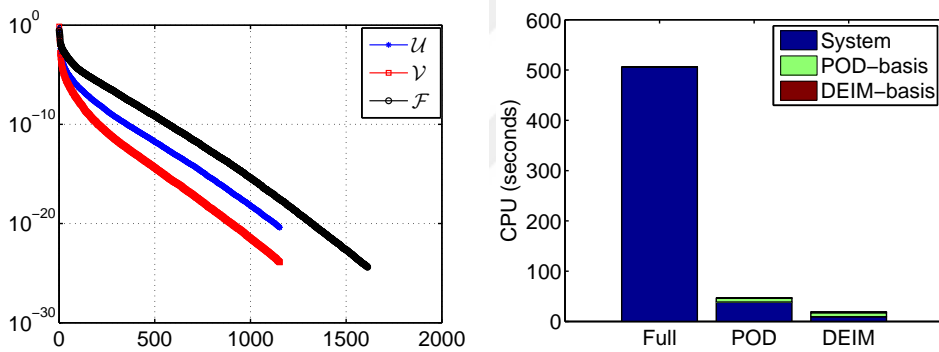 10^0
10^-10
10^-20
10^-30
0 500 1000 1500 2000
𝒰
𝒱
ℱ
600
500
400
300
200
100
0
CPU (seconds)
System
POD-basis
DEIM-basis
Full POD DEIM